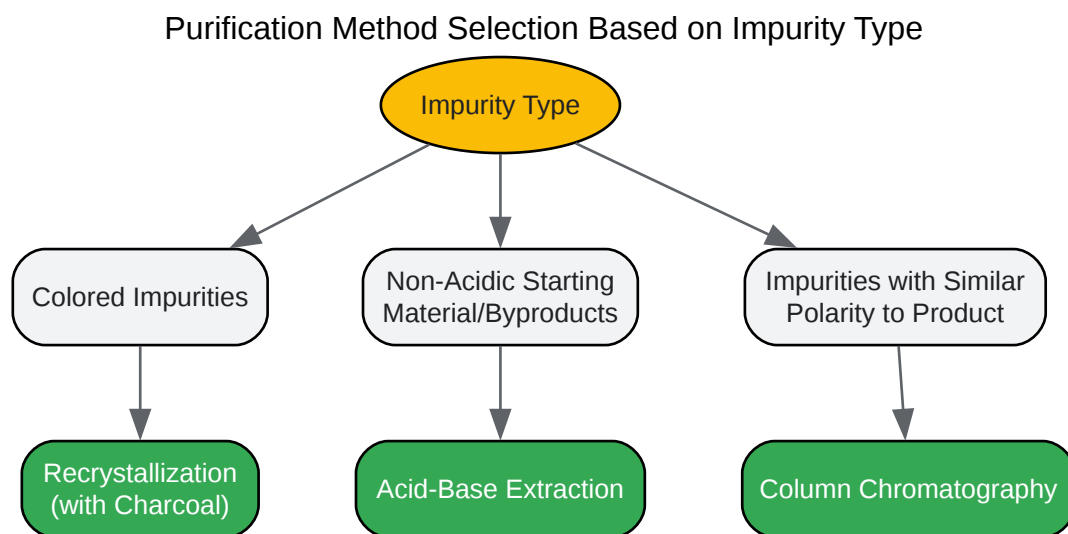 Purification Method Selection Based on Impurity Type
Impurity Type
Colored Impurities
Non-Acidic Starting
Material/Byproducts
Impurities with Similar
Polarity to Product
Recrystallization
(with Charcoal)
Acid-Base Extraction
Column Chromatography